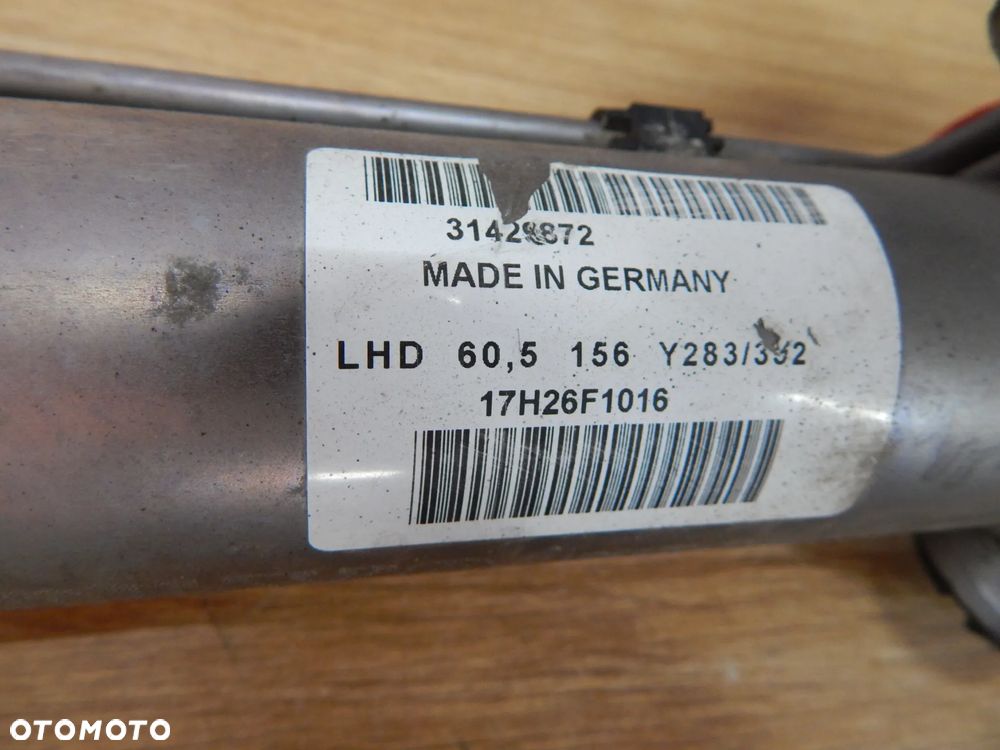 MADE IN GERMANY
LHD 60,5 156
17H26F1016
OTOMOTO